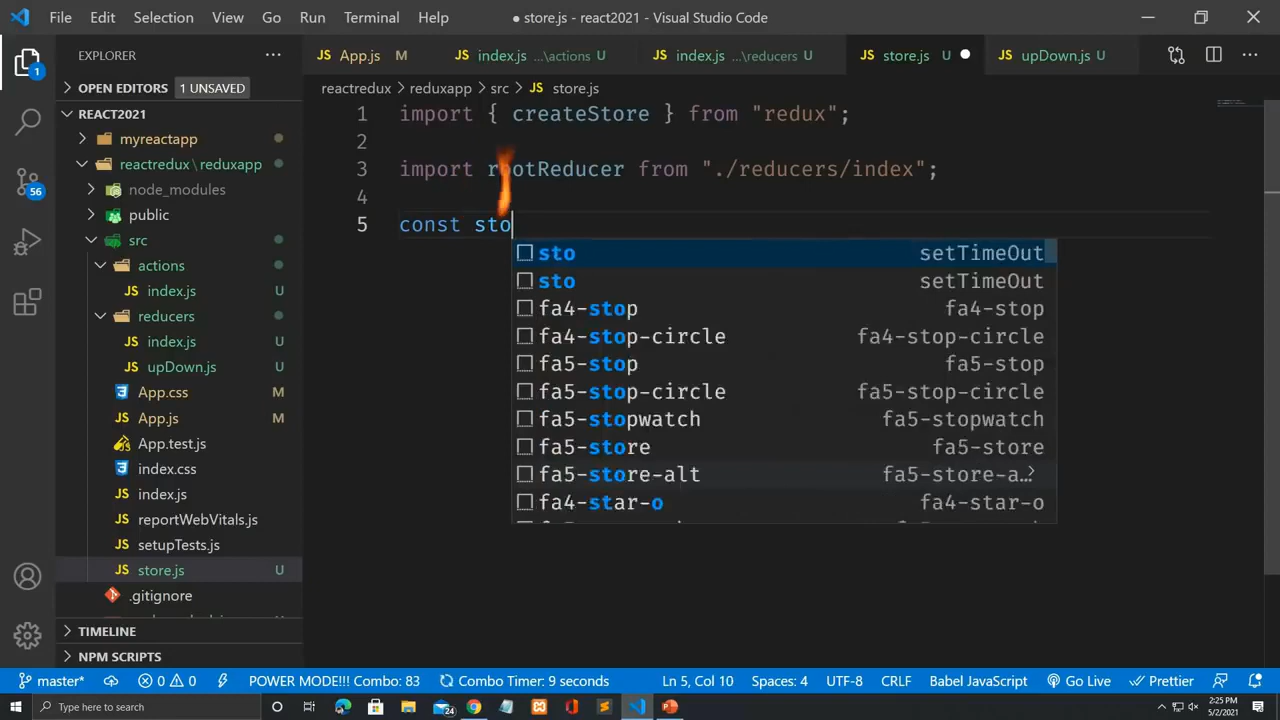 File Edit Selection View Go Run Terminal Help
● store.js - react2021 - Visual Studio Code
EXPLORER
App.js M
index.js ...\actions U
index.js ...\reducers U
store.js U
upDown.js U
1
OPEN EDITORS 1 UNSAVED
reactredux > reduxapp > src > JS store.js
REACT2021
myreactapp
reactredux \ reduxapp
node_modules
public
src
actions
JS index.js U
reducers
JS index.js U
JS upDown.js U
App.css M
JS App.js M
App.test.js U
index.css U
JS index.js U
JS reportWebVitals.js U
JS setupTests.js U
JS store.js U
.gitignore
TIMELINE
NPM SCRIPTS
56
1 import { createStore } from "redux";
2
3 import rootReducer from "./reducers/index";
4
5 const sto
sto setTimeOut
sto setTimeOut
fa4-stop fa4-stop
fa4-stop-circle fa4-stop-circle
fa5-stop fa5-stop
fa5-stop-circle fa5-stop-circle
fa5-stopwatch fa5-stopwatch
fa5-store fa5-store
fa5-store-alt fa5-store-a…
fa4-star-o fa4-star-o
master* 0 0 POWER MODE!!! Combo: 83 Combo Timer: 9 seconds Ln 5, Col 10 Spaces: 4 UTF-8 CRLF Babel JavaScript Go Live Prettier
Type here to search
24
2:25 PM
5/2/2021